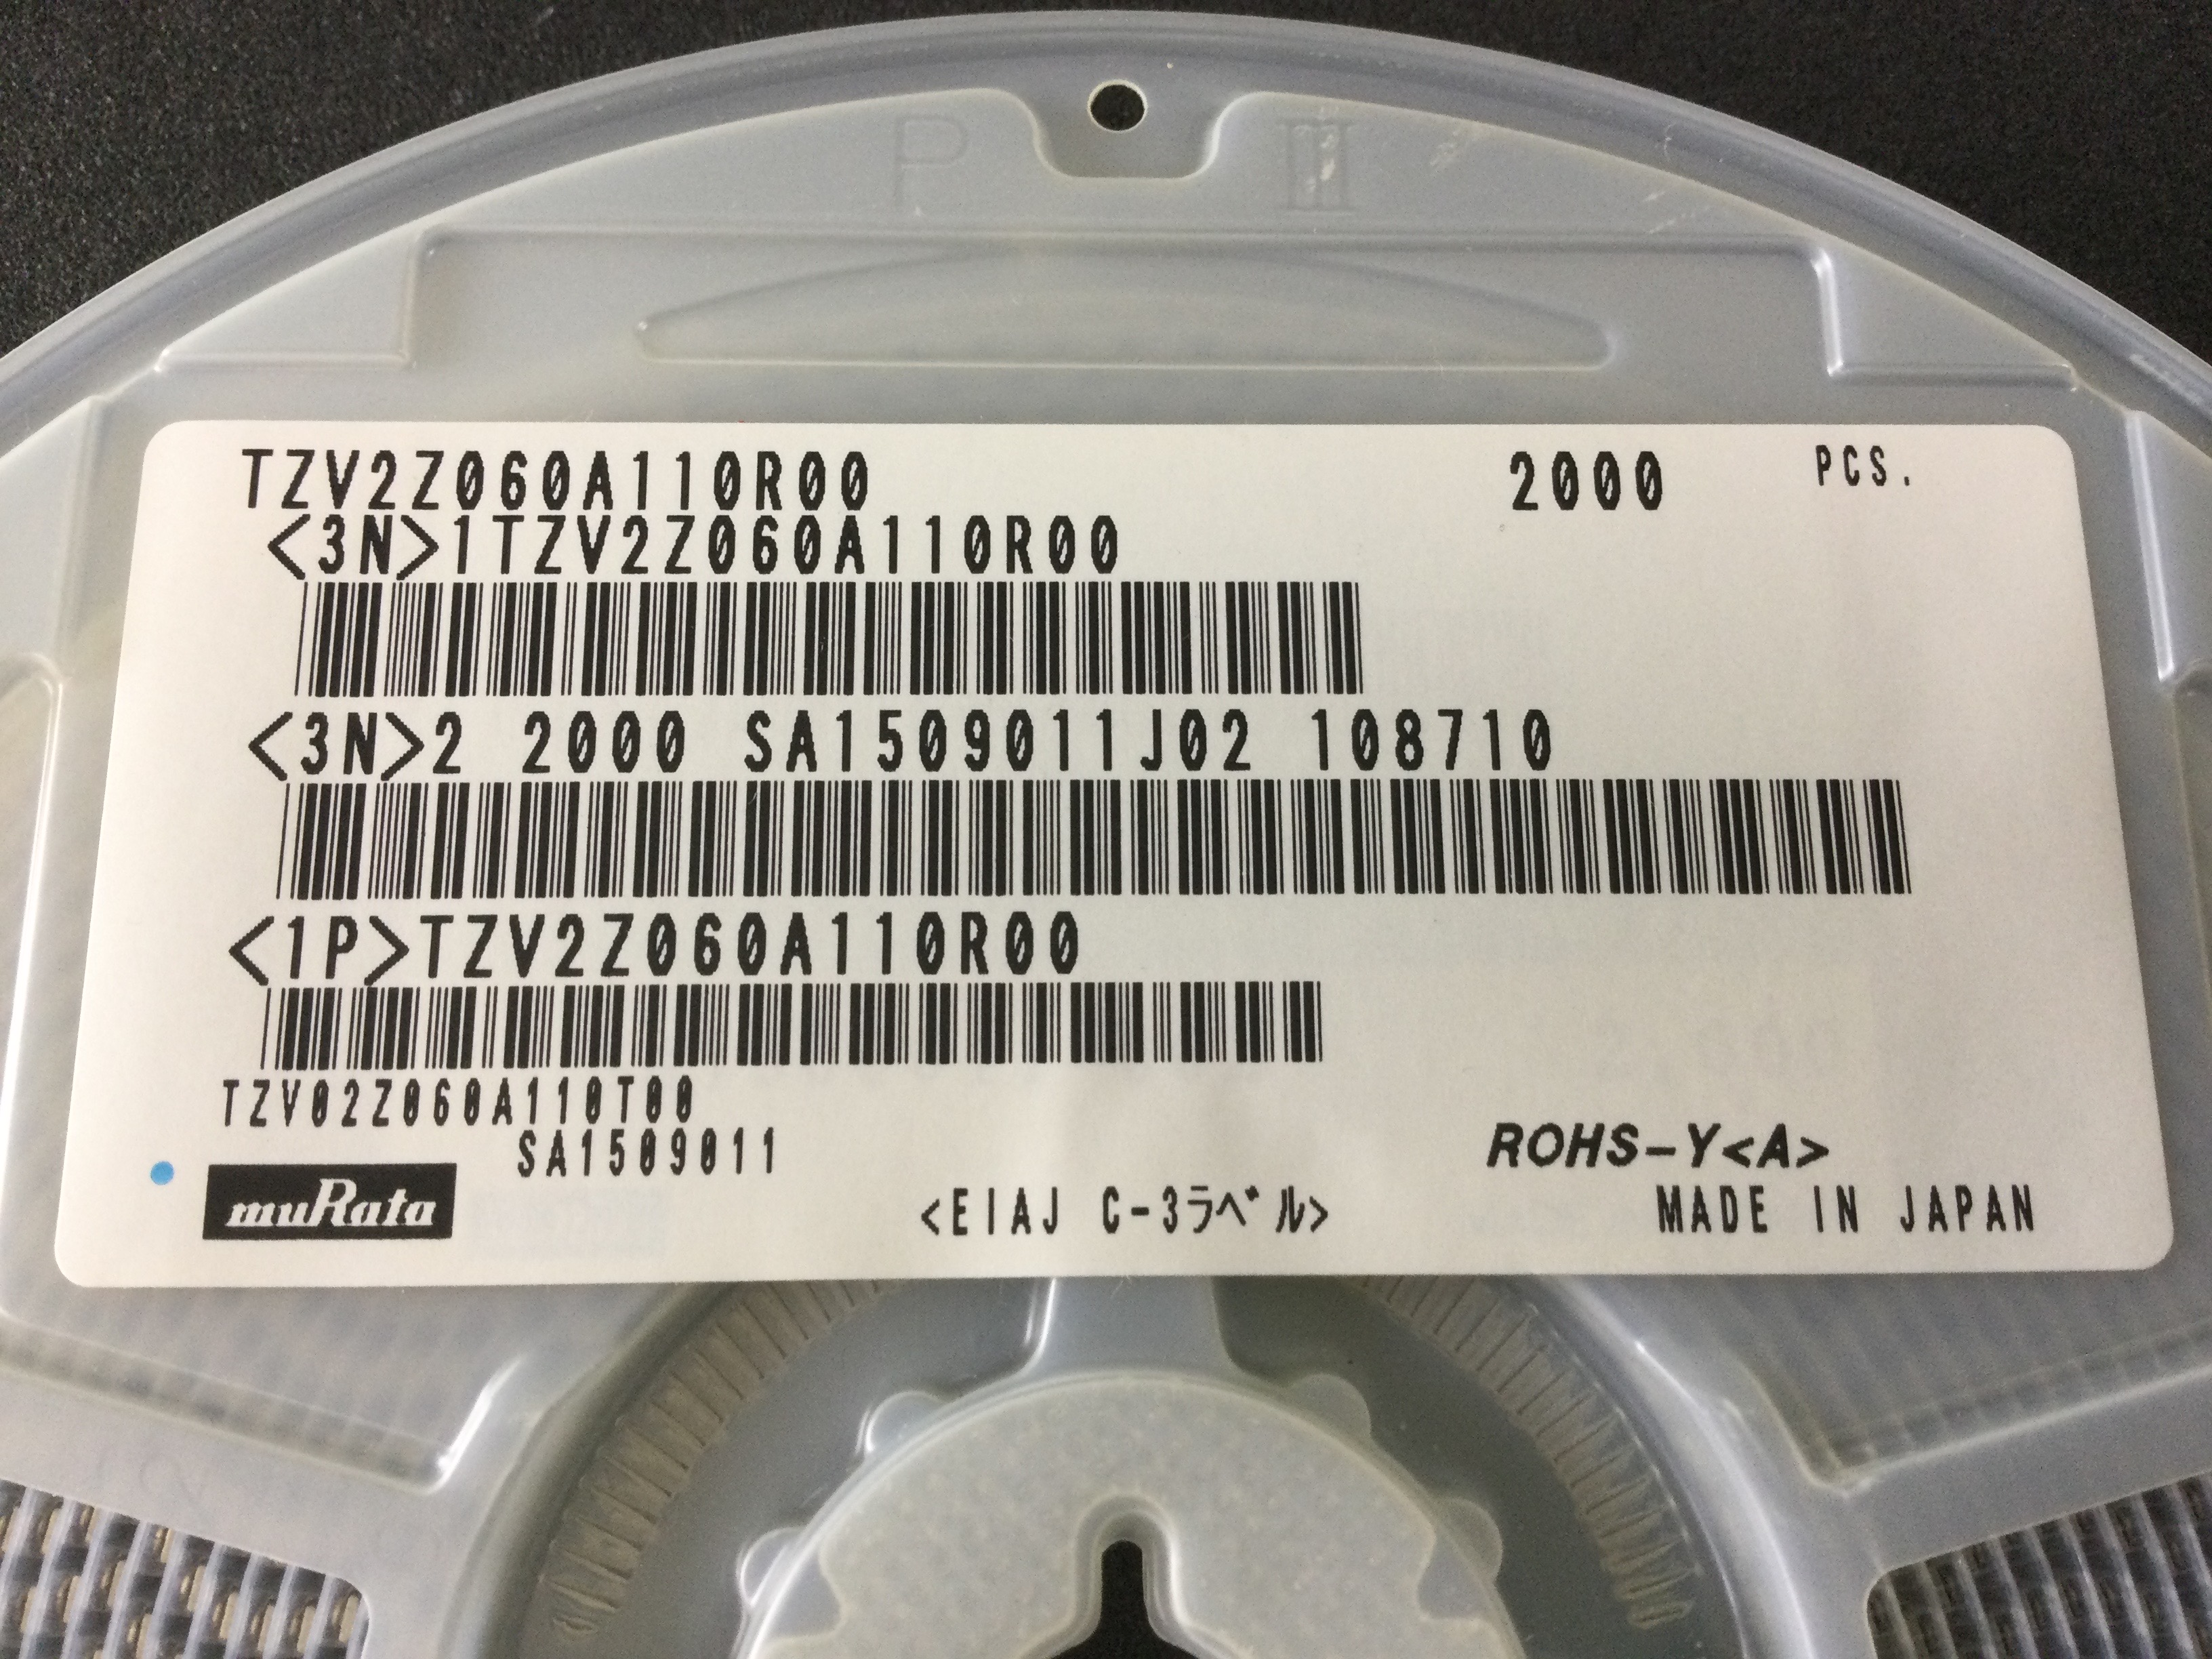 P III
TZV2Z060A110R00 2000 PCS.
<3N>1TZV2Z060A110R00
<3N>2 2000 SA1509011J02 108710
<1P>TZV2Z060A110R00
TZV02Z060A110T00
SA1509011
ROHS-Y<A>
muRata
<EIAJ C-3ラベル>
MADE IN JAPAN